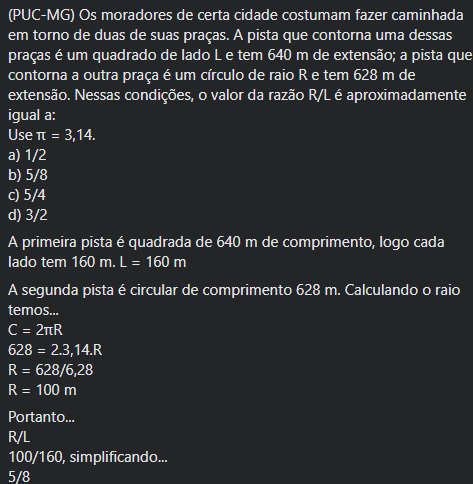 (PUC-MG) Os moradores de certa cidade costumam fazer caminhada
em torno de duas de suas praças. A pista que contorna uma dessas
praças é um quadrado de lado L e tem 640 m de extensão; a pista que
contorna a outra praça é um círculo de raio R e tem 628 m de
extensão. Nessas condições, o valor da razão R/L é aproximadamente
igual a:
Use π = 3,14.
a) 1/2
b) 5/8
c) 5/4
d) 3/2
A primeira pista é quadrada de 640 m de comprimento, logo cada
lado tem 160 m. L = 160 m
A segunda pista é circular de comprimento 628 m. Calculando o raio
temos...
C = 2πR
628 = 2.3,14.R
R = 628/6,28
R = 100 m
Portanto...
R/L
100/160, simplificando...
5/8